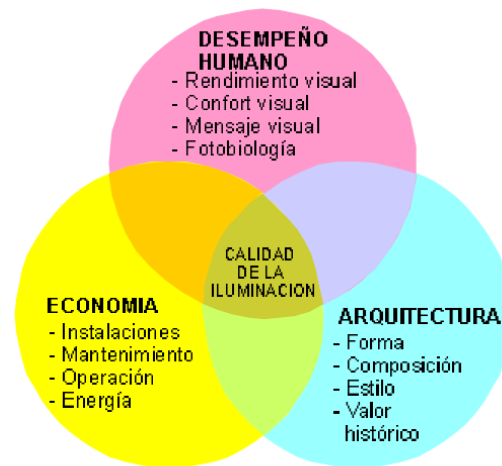 DESEMPEÑO
HUMANO
- Rendimiento visual
- Confort visual
- Mensaje visual
- Fotobiología
CALIDAD
DE LA
ILUMINACION
ECONOMIA
- Instalaciones
- Mantenimiento
- Operación
- Energía
ARQUITECTURA
- Forma
- Composición
- Estilo
- Valor
histórico